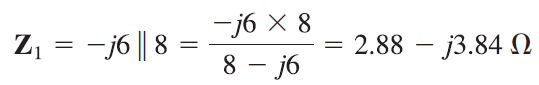 Z₁ = −j6 ∥ 8 = (−j6 × 8)/(8 − j6) = 2.88 − j3.84 Ω